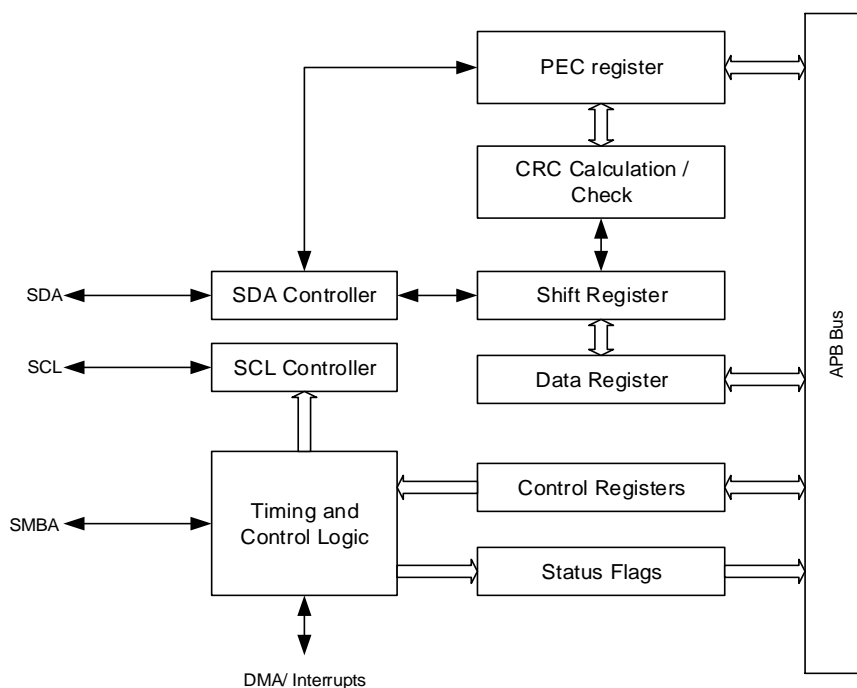 PEC register
CRC Calculation /
Check
SDA
SDA Controller
Shift Register
SCL
SCL Controller
Data Register
APB Bus
Timing and
Control Logic
Control Registers
SMBA
Status Flags
DMA/ Interrupts